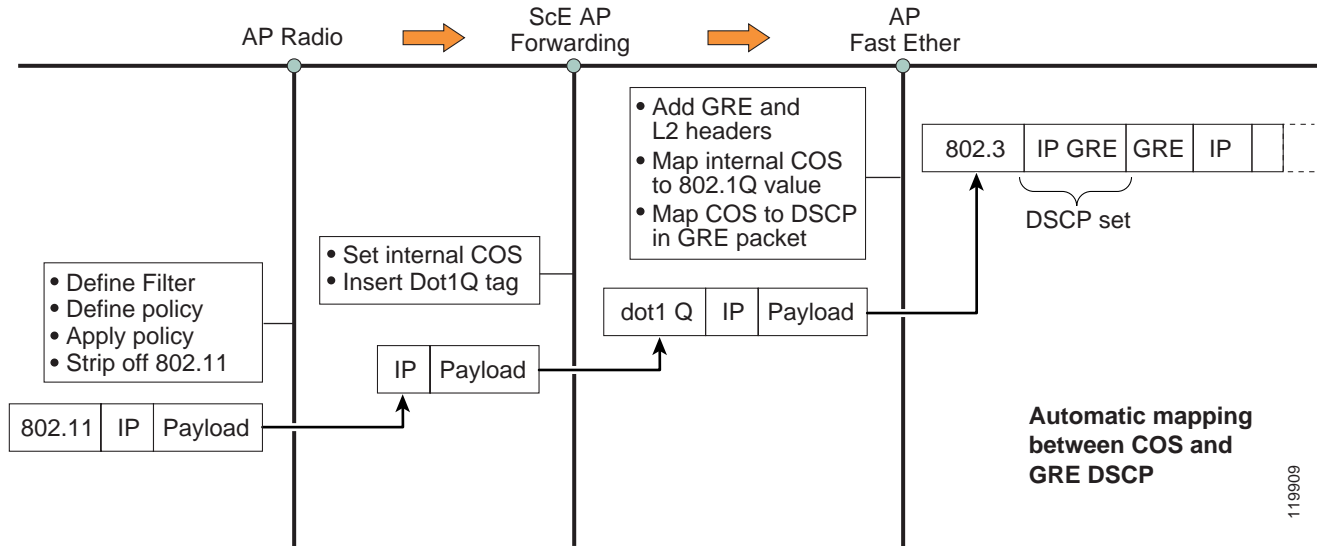 AP Radio
ScE AP
Forwarding
AP
Fast Ether
• Add GRE and
L2 headers
• Map internal COS
to 802.1Q value
• Map COS to DSCP
in GRE packet
802.3
IP GRE
GRE
IP
DSCP set
• Set internal COS
• Insert Dot1Q tag
• Define Filter
• Define policy
• Apply policy
• Strip off 802.11
dot1 Q
IP
Payload
IP
Payload
802.11
IP
Payload
Automatic mapping
between COS and
GRE DSCP
119909